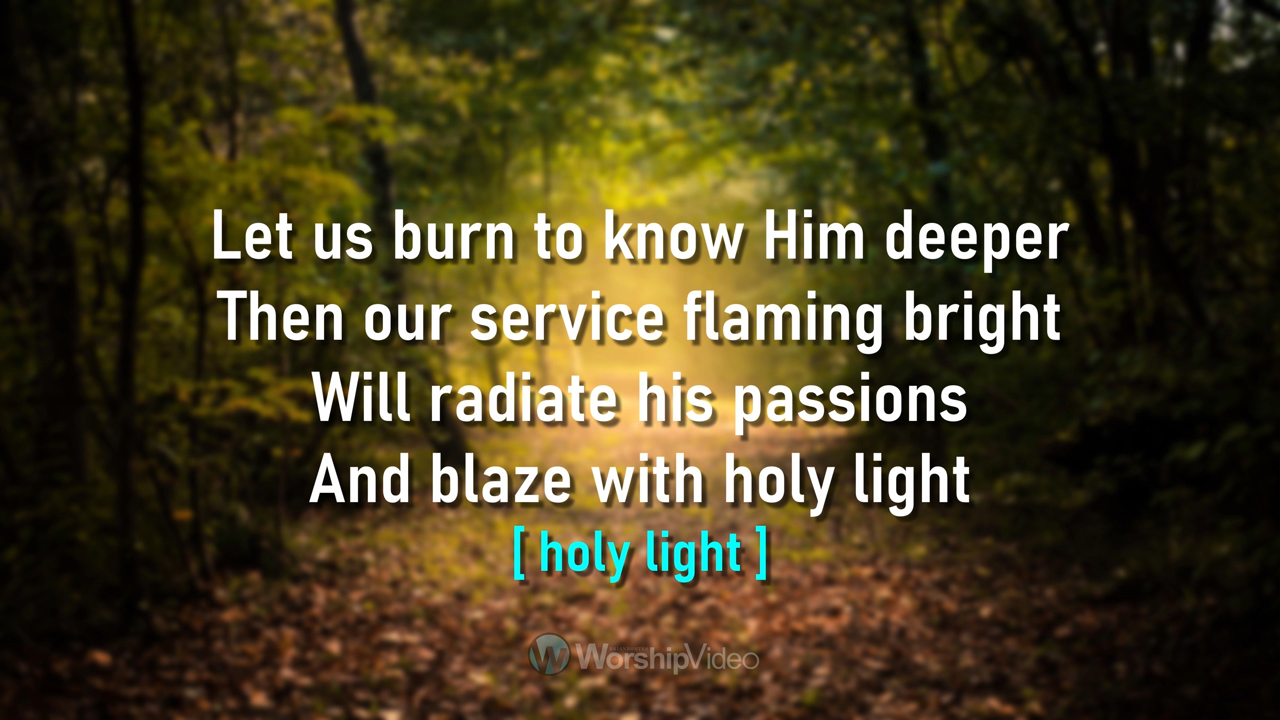 Let us burn to know Him deeper
Then our service flaming bright
Will radiate his passions
And blaze with holy light
[ holy light ]
WorshipVideo